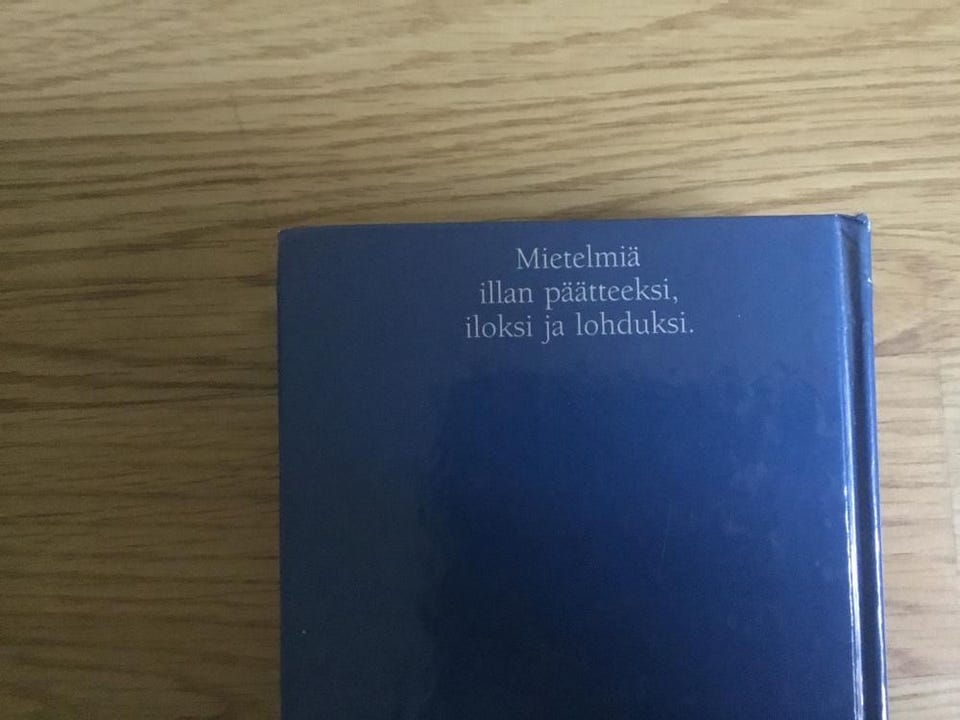 Mietelmiä
illan päätteeksi,
iloksi ja lohduksi.